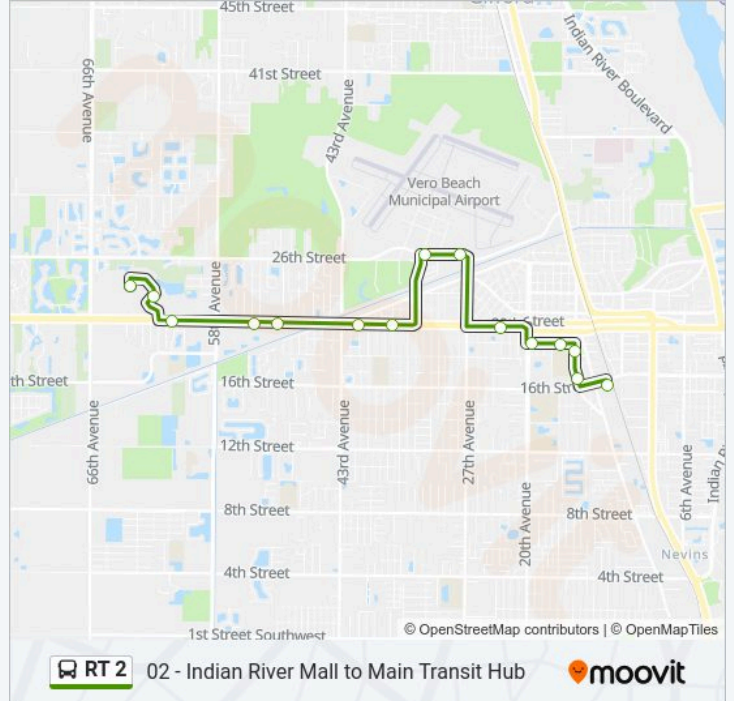 45th Street
66th Avenue
41st Street
43rd Avenue
Indian River Boulevard
Vero Beach
Municipal Airport
26th Street
58th Avenue
Street
th Street
16th Street
16th Str
66th Avenue
43rd Avenue
27th Avenue
12th Street
6th Avenue
20th Avenue
8th Street
8th Street
Nevins
4th Street
4th Street
1st Street Southwest
© OpenStreetMap contributors | © OpenMapTiles
RT 2 02 - Indian River Mall to Main Transit Hub moovit